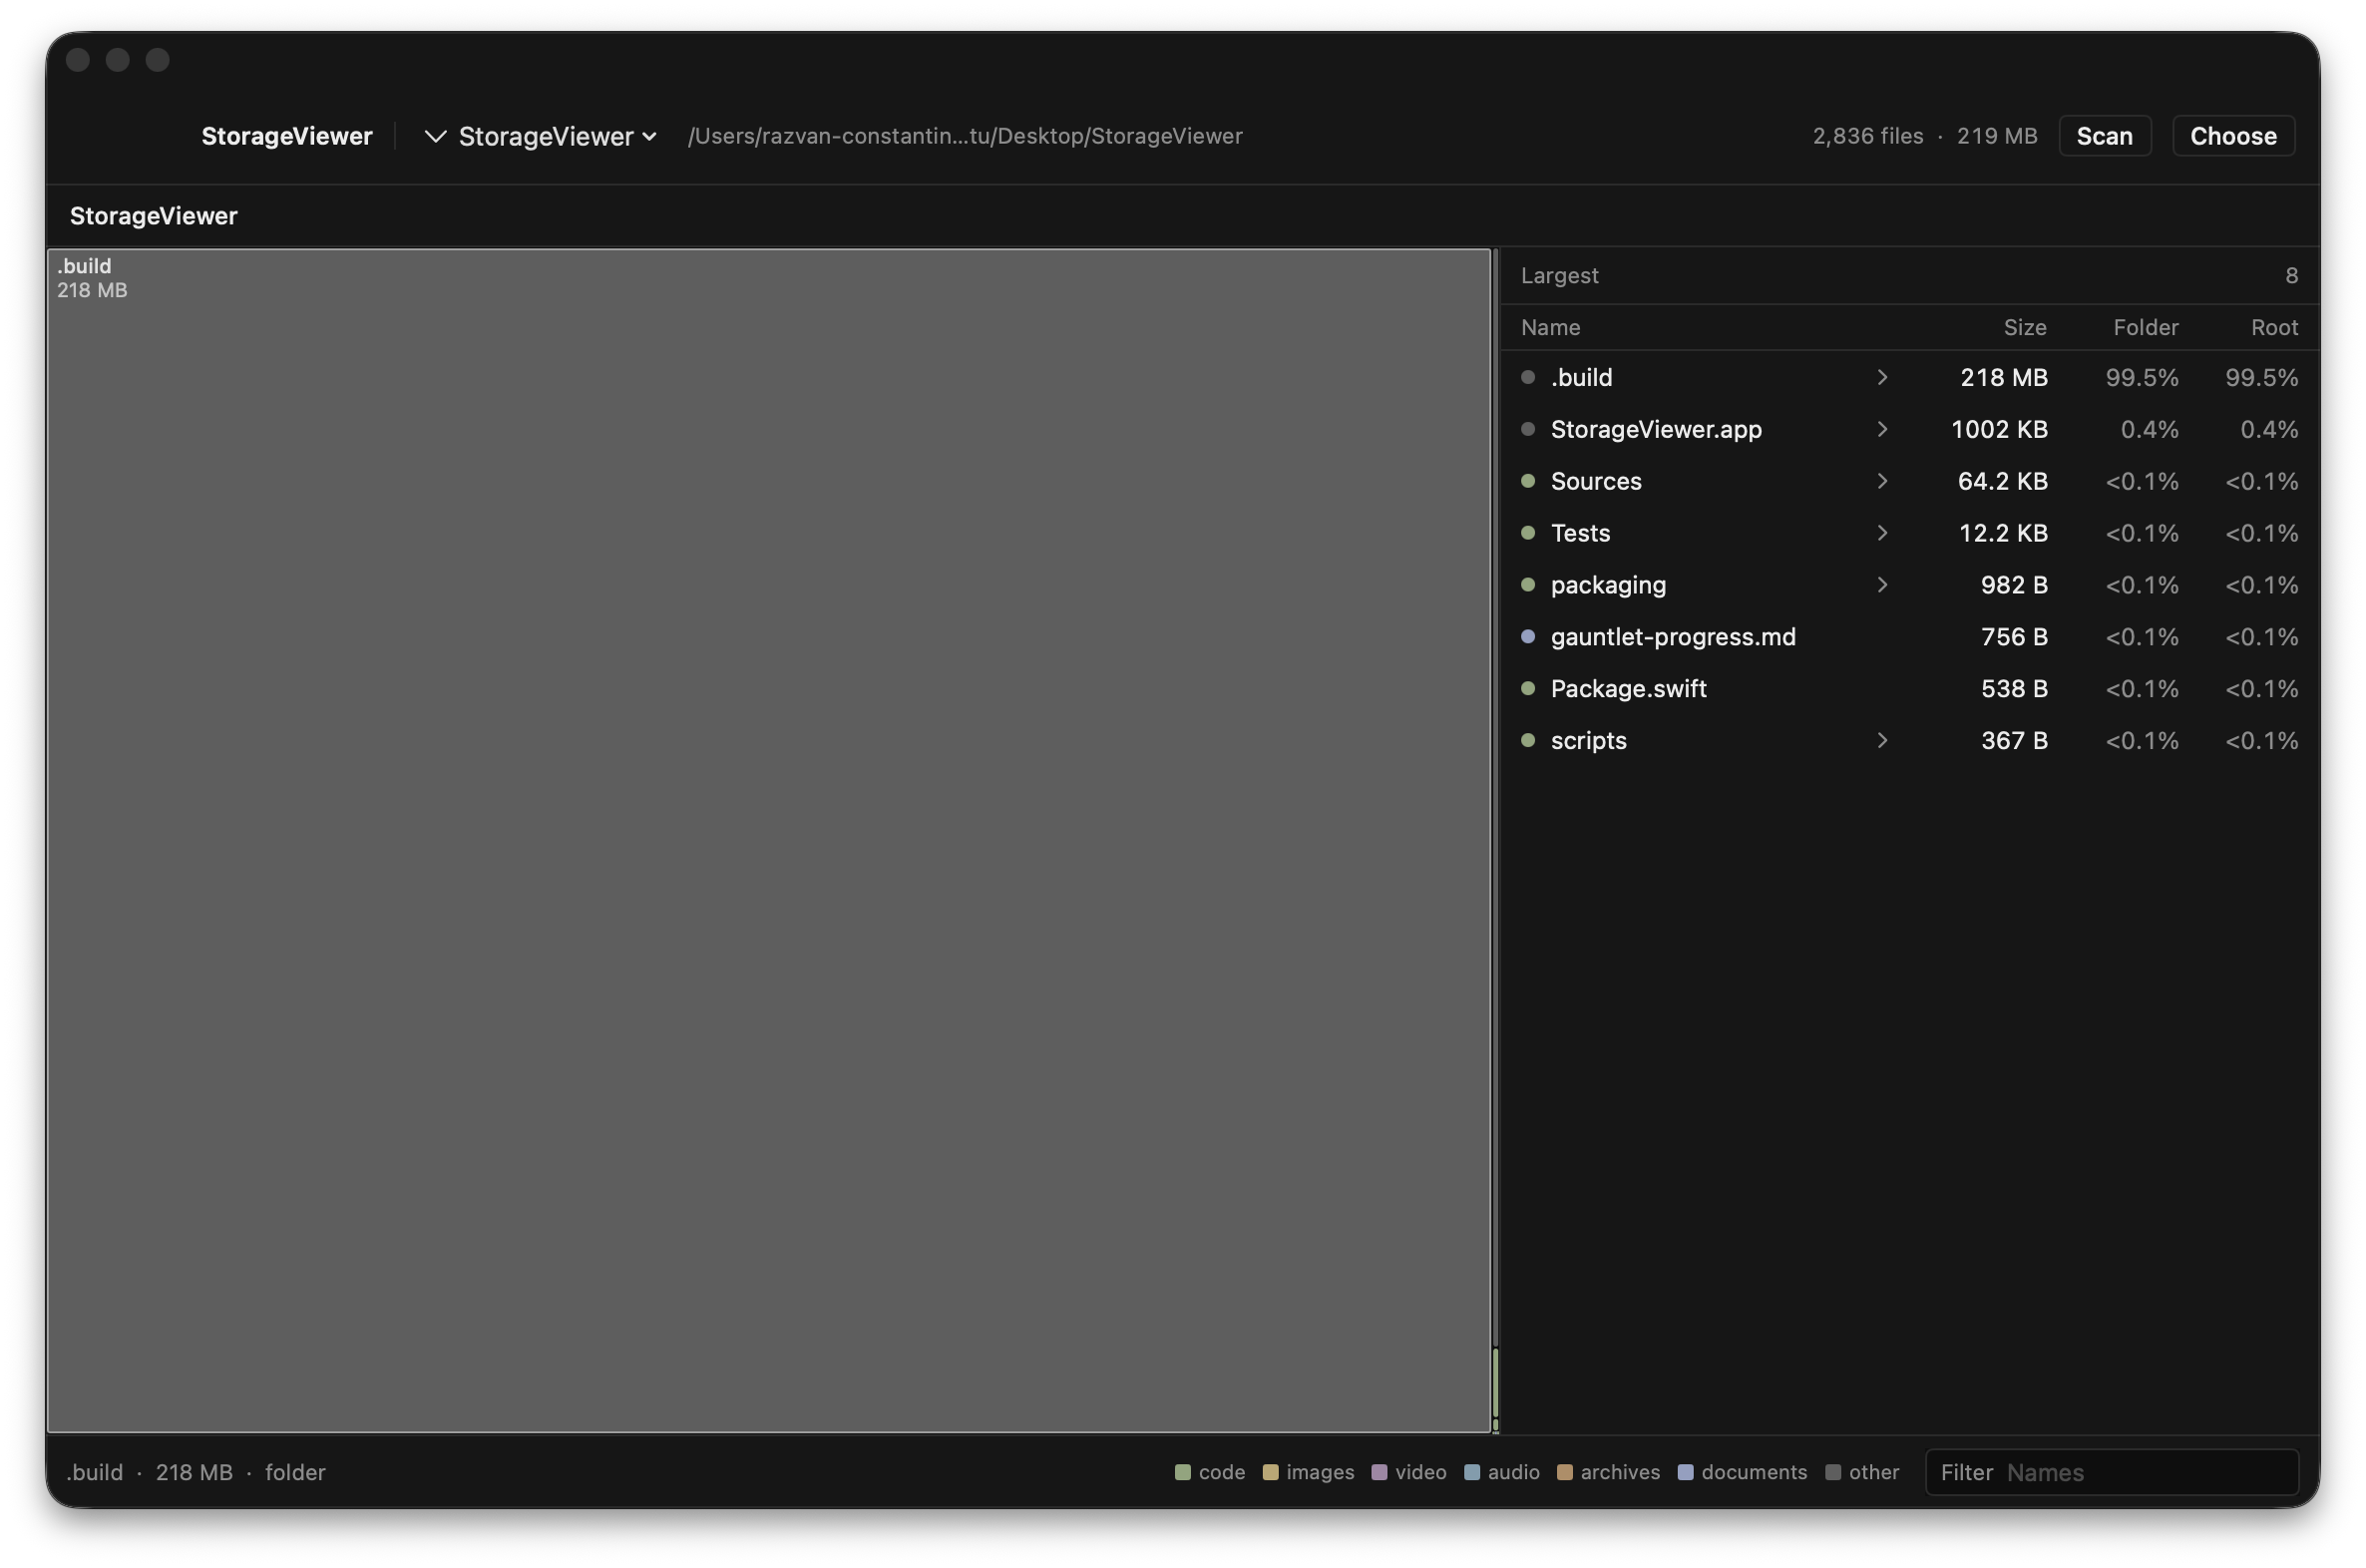 StorageViewer StorageViewer /Users/razvan-constantin...tu/Desktop/StorageViewer 2,836 files · 219 MB Scan Choose
StorageViewer
.build
218 MB
Largest 8
Name Size Folder Root
.build 218 MB 99.5% 99.5%
StorageViewer.app 1002 KB 0.4% 0.4%
Sources 64.2 KB <0.1% <0.1%
Tests 12.2 KB <0.1% <0.1%
packaging 982 B <0.1% <0.1%
gauntlet-progress.md 756 B <0.1% <0.1%
Package.swift 538 B <0.1% <0.1%
scripts 367 B <0.1% <0.1%
.build · 218 MB · folder code images video audio archives documents other Filter Names